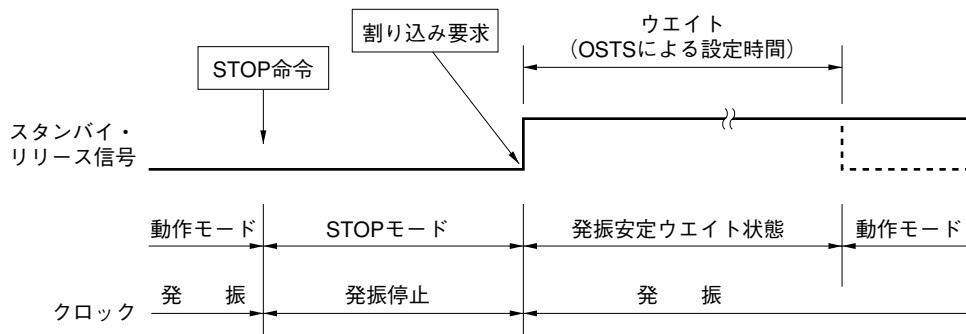 ウエイト
割り込み要求
（OSTSによる設定時間）
STOP命令
スタンバイ・
リリース信号
動作モード
STOPモード
発振安定ウエイト状態
動作モード
クロック
発　振
発振停止
発　振